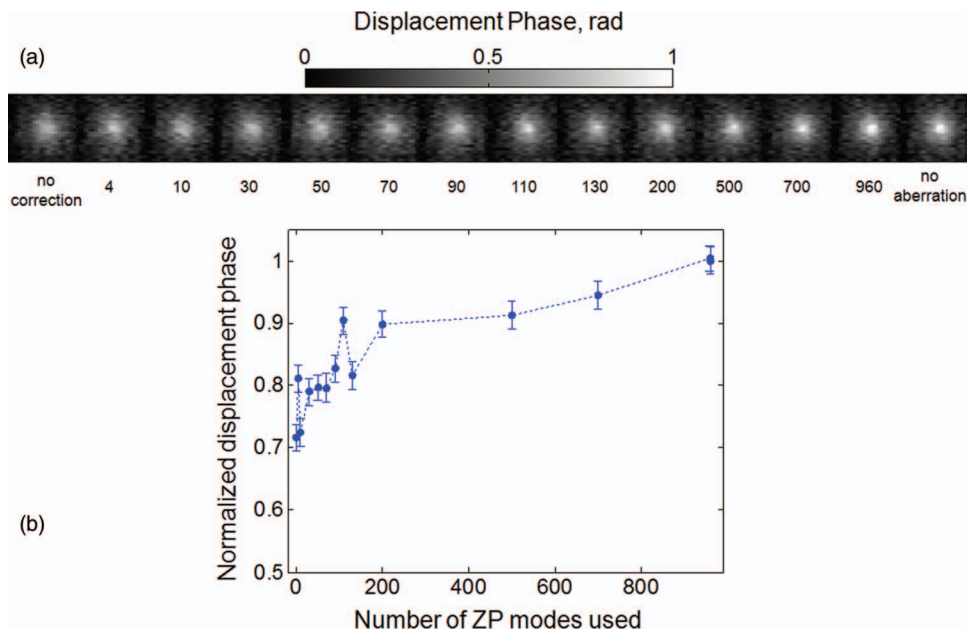 Displacement Phase, rad
(a)
0 0.5 1
no correction 4 10 30 50 70 90 110 130 200 500 700 960 no aberration
(b)
Normalized displacement phase
1
0.9
0.8
0.7
0.6
0.5
0 200 400 600 800
Number of ZP modes used